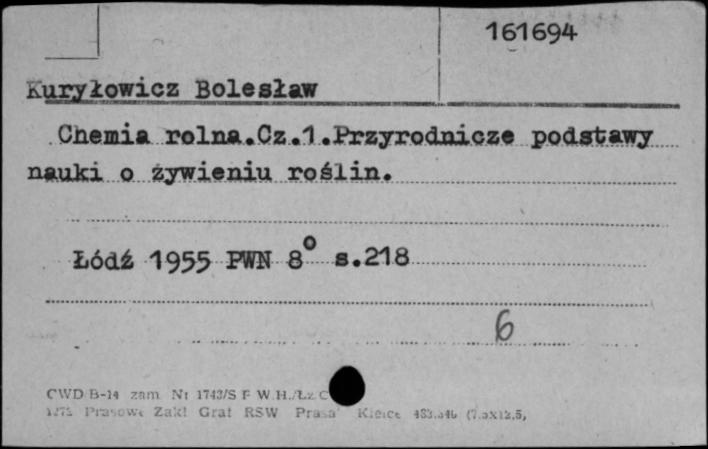 161694
Kuryłowicz Bolesław
Chemia rolna.Cz.1.Przyrodnicze podstawy
nauki o żywieniu roślin.
Łódź 1955 PWN 8° s.218
6
CWD B-14 zam. Nr 1743/S F W.H./Łz C
Prasowe Zakł Graf RSW "Prasa" Kielce